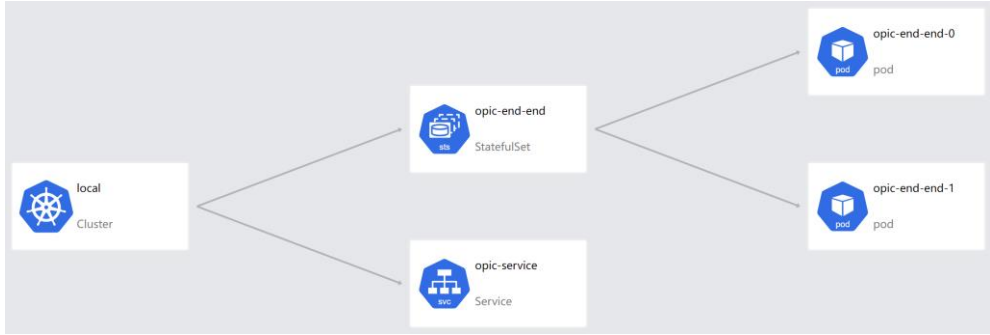 local
Cluster
opic-end-end
sts
StatefulSet
opic-service
svc
Service
opic-end-end-0
pod
pod
opic-end-end-1
pod
pod